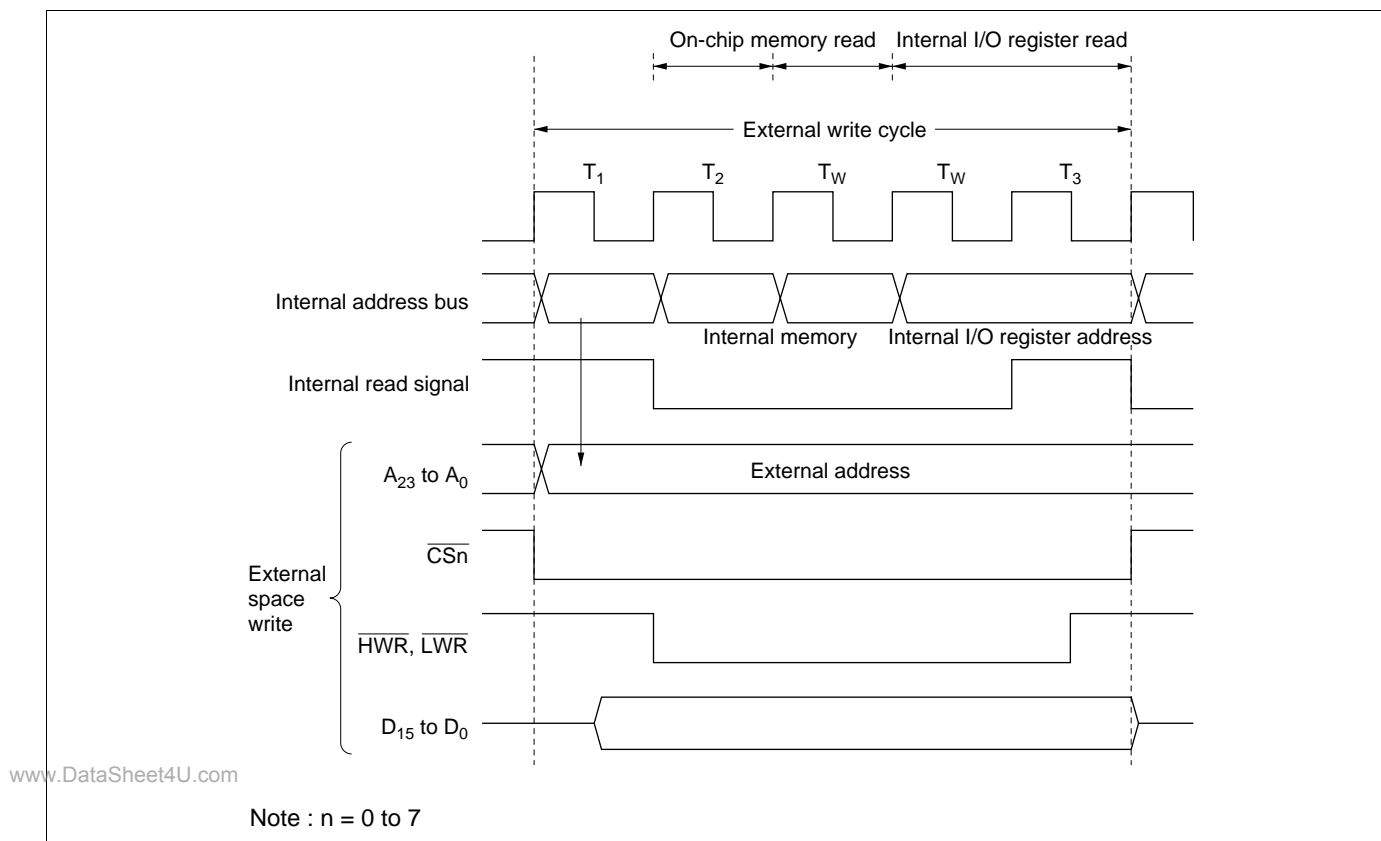 On-chip memory read Internal I/O register read
External write cycle
T1 T2 TW TW T3
Internal address bus
Internal memory Internal I/O register address
Internal read signal
A23 to A0 External address
CSn
External
space
write
HWR, LWR
D15 to D0
www.DataSheet4U.com
Note : n = 0 to 7